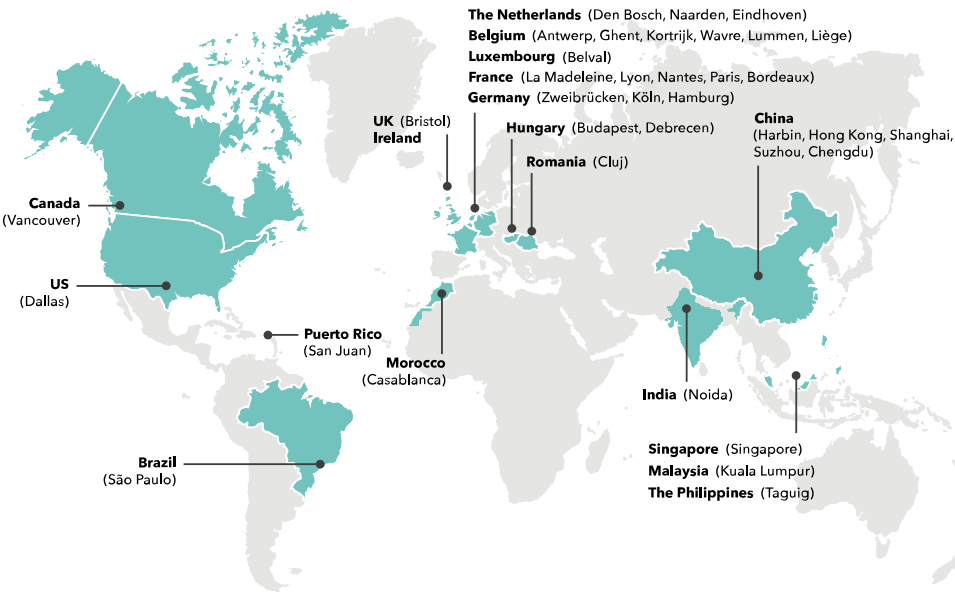 The Netherlands (Den Bosch, Naarden, Eindhoven)
Belgium (Antwerp, Ghent, Kortrijk, Wavre, Lummen, Liège)
Luxembourg (Belval)
France (La Madeleine, Lyon, Nantes, Paris, Bordeaux)
Germany (Zweibrücken, Köln, Hamburg)
UK (Bristol)
Ireland
Hungary (Budapest, Debrecen)
Romania (Cluj)
China
(Harbin, Hong Kong, Shanghai,
Suzhou, Chengdu)
Canada
(Vancouver)
US
(Dallas)
Puerto Rico
(San Juan)
Morocco
(Casablanca)
India (Noida)
Brazil
(São Paulo)
Singapore (Singapore)
Malaysia (Kuala Lumpur)
The Philippines (Taguig)